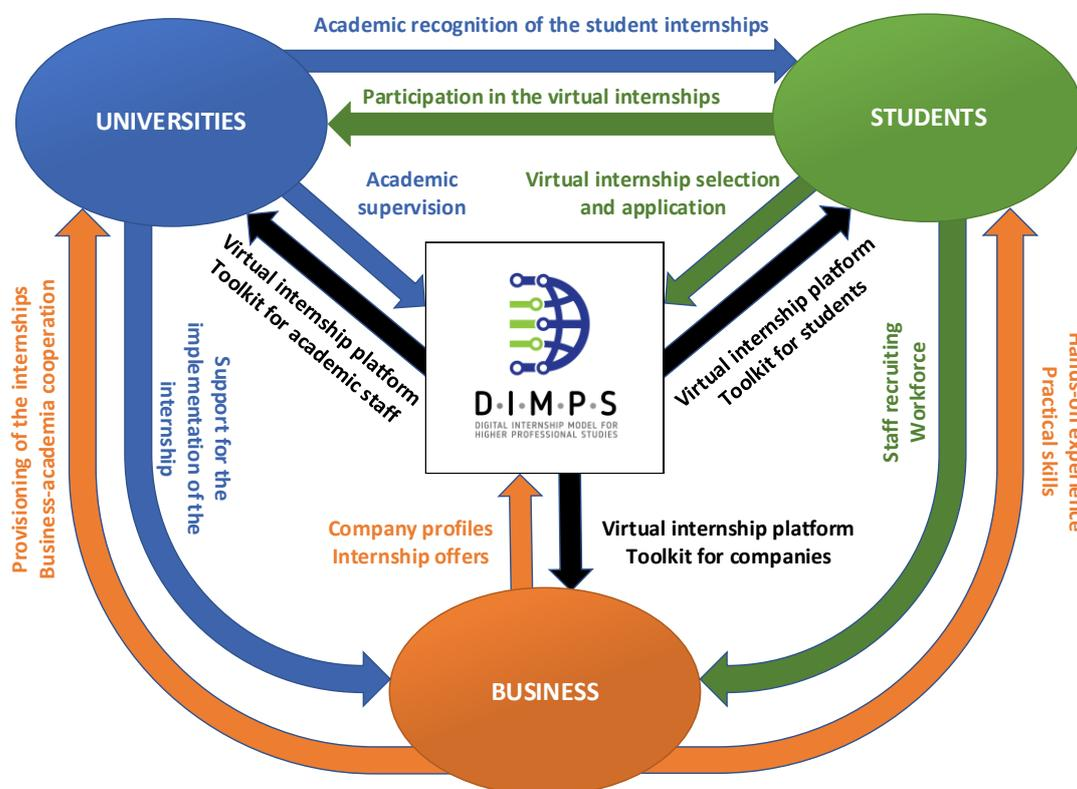 Academic recognition of the student internships
Participation in the virtual internships
UNIVERSITIES
STUDENTS
Academic
supervision
Virtual internship selection
and application
Virtual internship platform
Toolkit for academic staff
Virtual internship platform
Toolkit for students
D·I·M·P·S
DIGITAL INTERNSHIP MODEL FOR
HIGHER PROFESSIONAL STUDIES
Provisioning of the internships
Business-academia cooperation
Support for the
implementation of the
internship
Staff recruiting
Workforce
Hands-on experience
Practical skills
Company profiles
Internship offers
Virtual internship platform
Toolkit for companies
BUSINESS